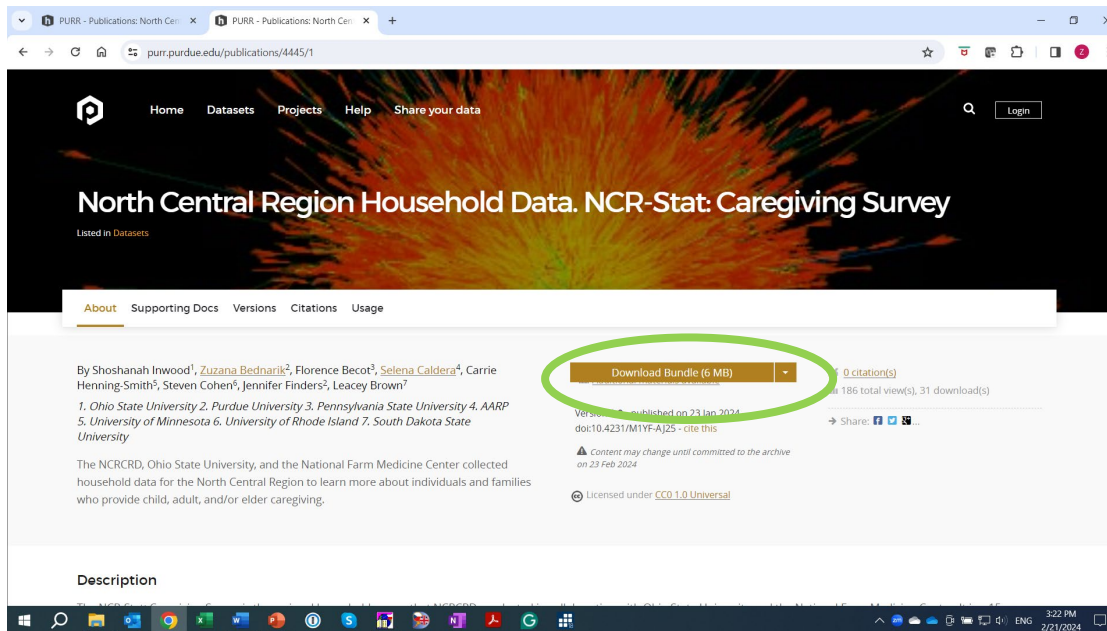 PURR - Publications: North Cen
PURR - Publications: North Cen
purr.purdue.edu/publications/4445/1
Z
Home Datasets Projects Help Share your data
Login
North Central Region Household Data. NCR-Stat: Caregiving Survey
Listed in Datasets
About Supporting Docs Versions Citations Usage
By Shoshanah Inwood1, Zuzana Bednarik2, Florence Becot3, Selena Caldera4, Carrie
Henning-Smith5, Steven Cohen6, Jennifer Finders2, Leacey Brown7
1. Ohio State University 2. Purdue University 3. Pennsylvania State University 4. AARP
5. University of Minnesota 6. University of Rhode Island 7. South Dakota State
University
The NCRCRD, Ohio State University, and the National Farm Medicine Center collected
household data for the North Central Region to learn more about individuals and families
who provide child, adult, and/or elder caregiving.
Download Bundle (6 MB)
Additional materials available
published on 23 Jan 2024
doi:10.4231/M1YF-AJ25 - cite this
Content may change until committed to the archive
on 23 Feb 2024
Licensed under CC0 1.0 Universal
0 citation(s)
186 total view(s), 31 download(s)
Share:
...
Description
ENG
3:22 PM
2/21/2024